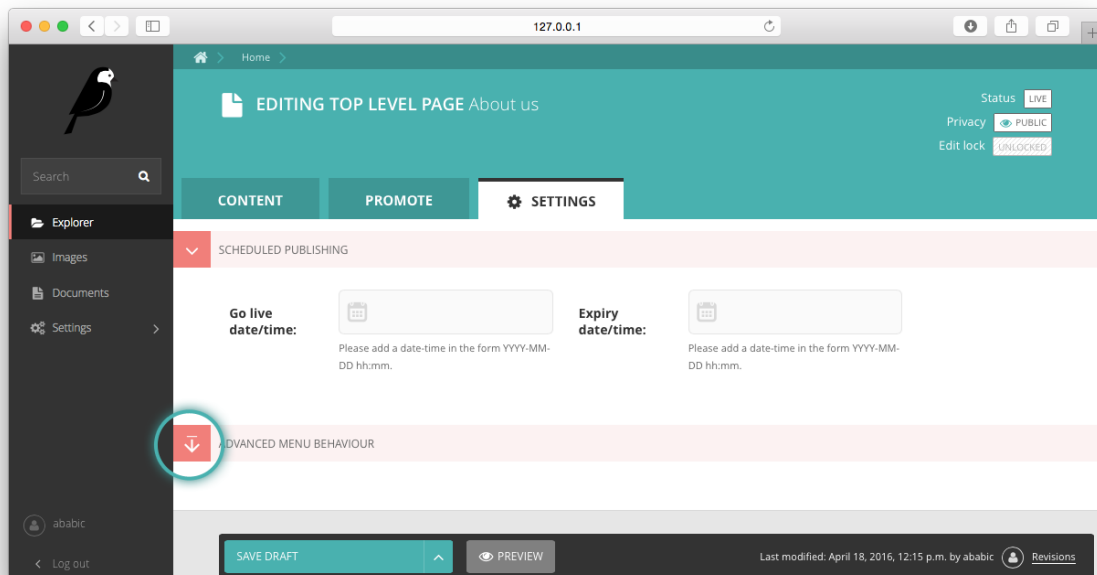 127.0.0.1
Home
EDITING TOP LEVEL PAGE About us
Status LIVE
Privacy PUBLIC
Edit lock UNLOCKED
Search
Explorer
Images
Documents
Settings
ababic
Log out
CONTENT PROMOTE SETTINGS
SCHEDULED PUBLISHING
Go live
date/time:
Please add a date-time in the form YYYY-MM-
DD hh:mm.
Expiry
date/time:
Please add a date-time in the form YYYY-MM-
DD hh:mm.
ADVANCED MENU BEHAVIOUR
SAVE DRAFT PREVIEW Last modified: April 18, 2016, 12:15 p.m. by ababic Revisions